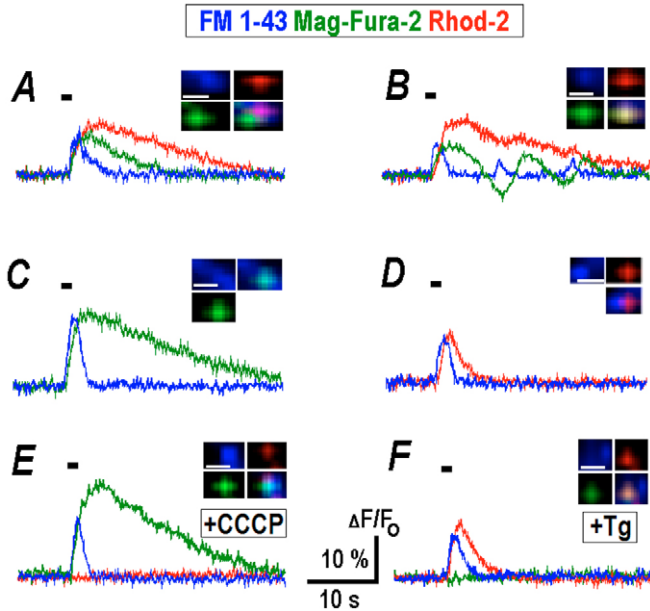 FM 1-43 Mag-Fura-2 Rhod-2
A
B
C
D
E
F
+CCCP
ΔF/Fo
10 %
10 s
+Tg